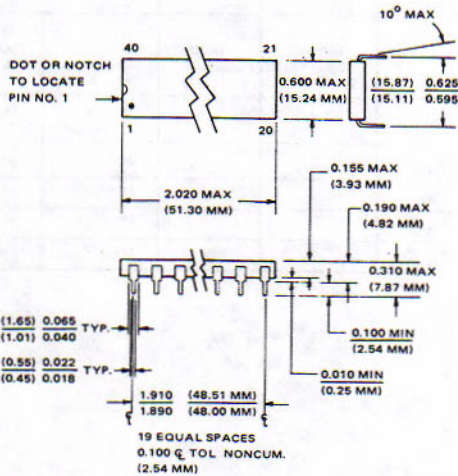 10° MAX
40 21
DOT OR NOTCH
TO LOCATE
PIN NO. 1
0.600 MAX
(15.24 MM)
(15.87) 0.625
(15.11) 0.595
1 20
2.020 MAX
(51.30 MM)
0.155 MAX
(3.93 MM)
0.190 MAX
(4.82 MM)
0.310 MAX
(7.87 MM)
(1.65) 0.065
(1.01) 0.040 TYP.
0.100 MIN
(2.54 MM)
(0.55) 0.022
(0.45) 0.018 TYP.
0.010 MIN
(0.25 MM)
1.910 (48.51 MM)
1.890 (48.00 MM)
19 EQUAL SPACES
0.100 ℄ TOL NONCUM.
(2.54 MM)